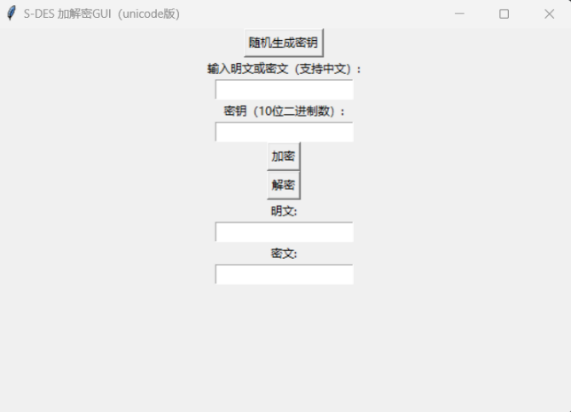 S-DES 加解密GUI（unicode版）
随机生成密钥
输入明文或密文（支持中文）：
密钥（10位二进制数）：
加密
解密
明文:
密文: